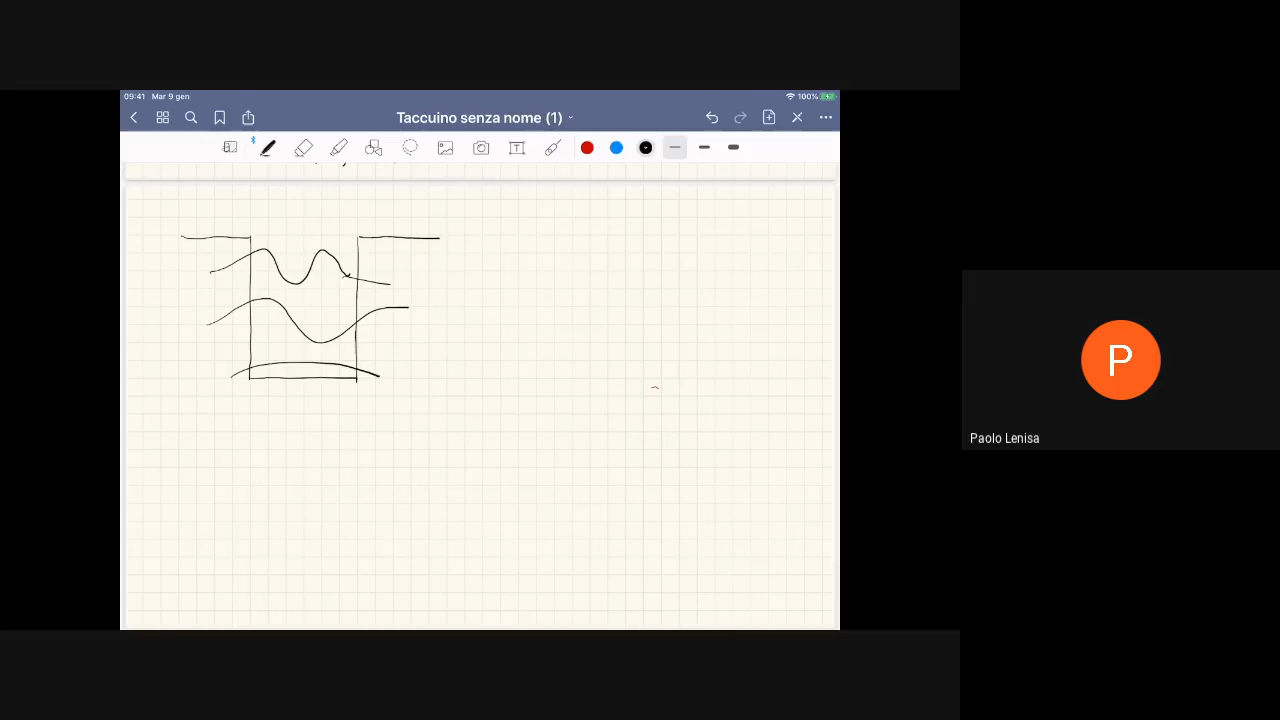 09:41 Mar 9 gen
100%
Taccuino senza nome (1)
P
Paolo Lenisa